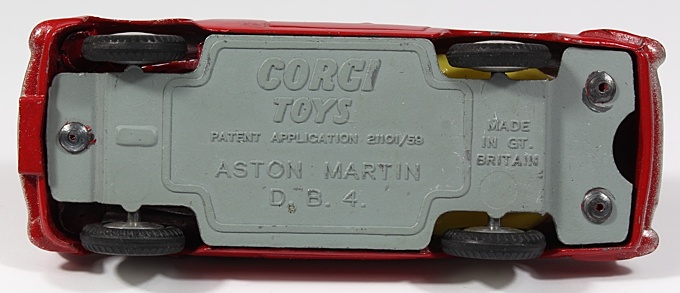 CORGI
TOYS
PATENT APPLICATION 21101/59
ASTON MARTIN
D.B.4.
MADE
IN GT.
BRITAIN